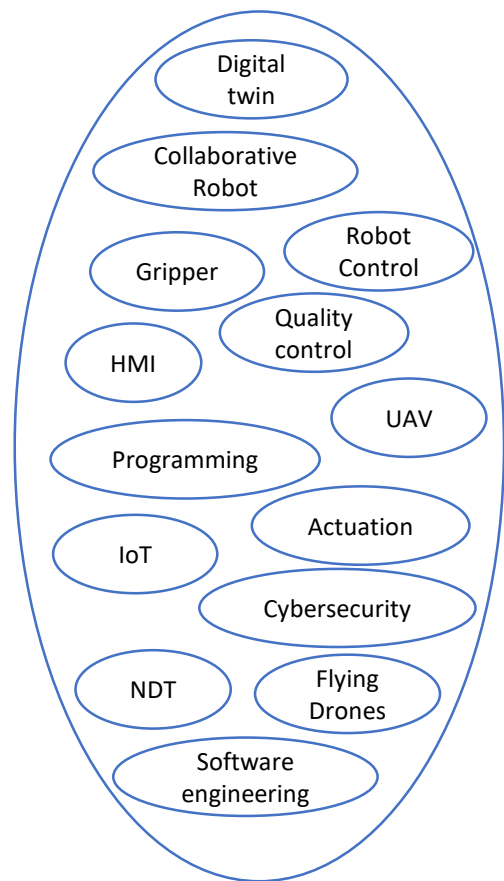 Digital
twin
Collaborative
Robot
Robot
Control
Gripper
Quality
control
HMI
UAV
Programming
Actuation
IoT
Cybersecurity
NDT
Flying
Drones
Software
engineering